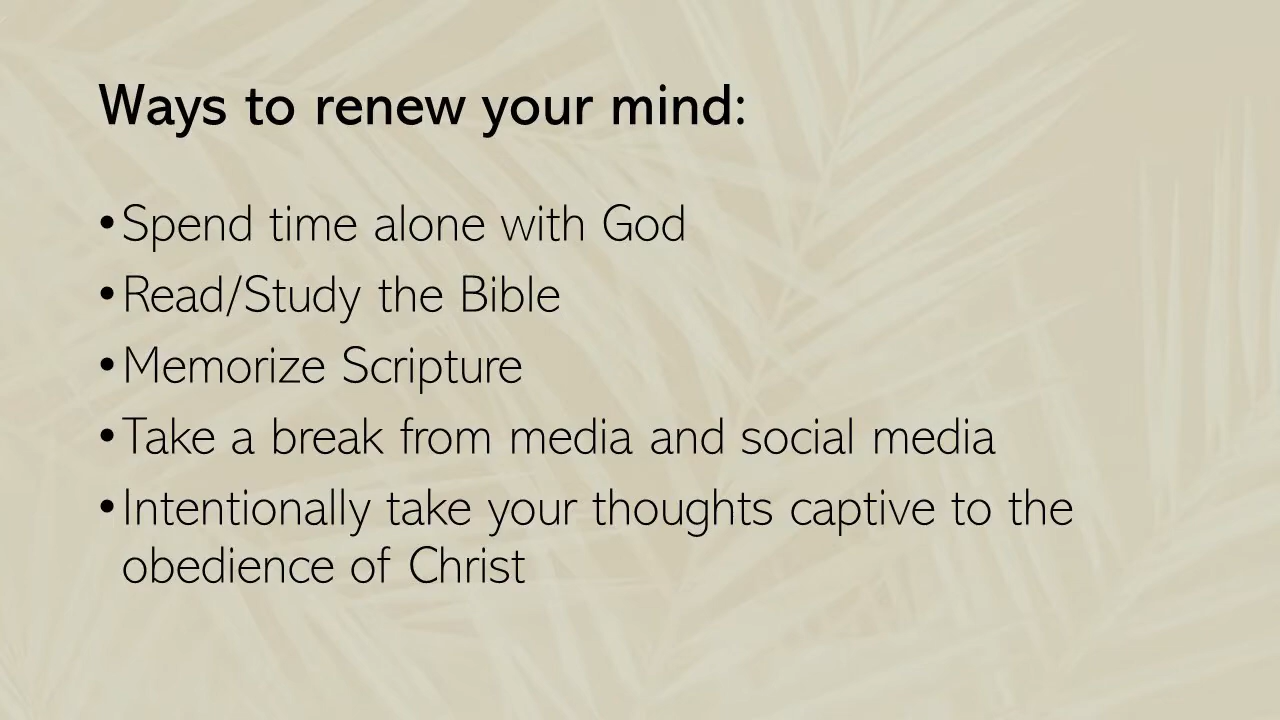 Ways to renew your mind:
•Spend time alone with God
•Read/Study the Bible
•Memorize Scripture
•Take a break from media and social media
•Intentionally take your thoughts captive to the
obedience of Christ